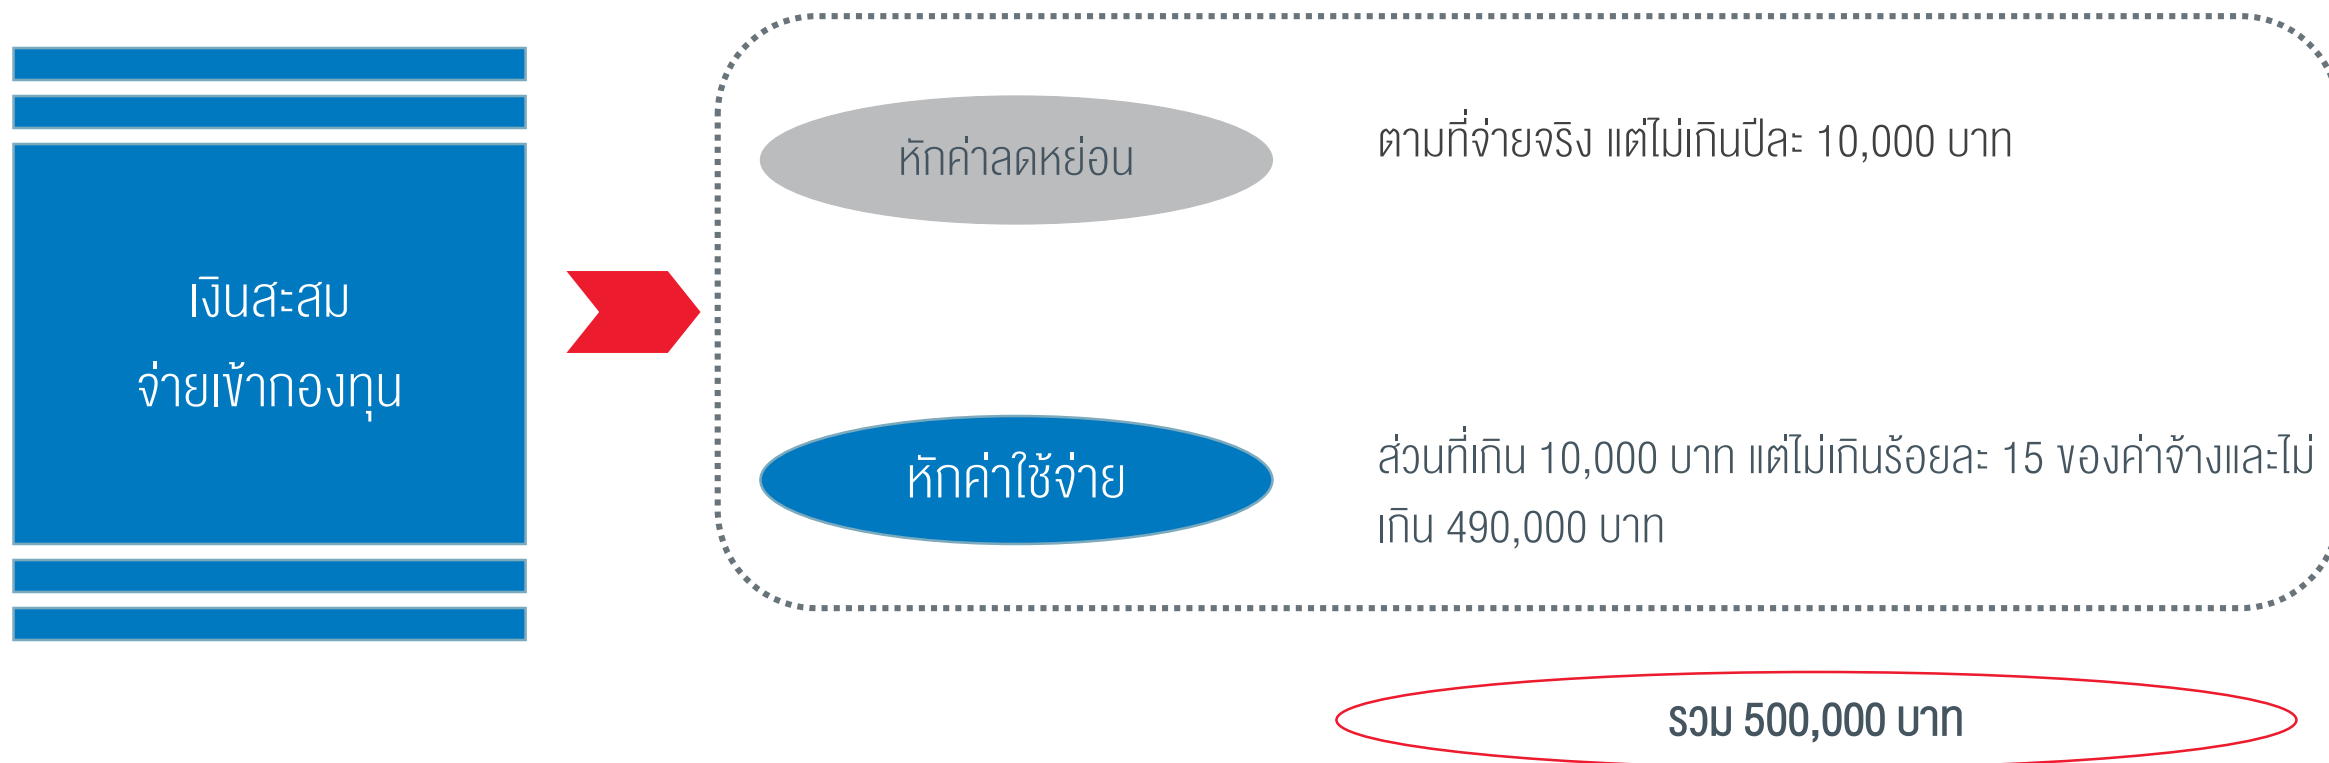 เงินสะสม
จ่ายเข้ากองทุน
หักค่าลดหย่อน
ตามที่จ่ายจริง แต่ไม่เกินปีละ 10,000 บาท
หักค่าใช้จ่าย
ส่วนที่เกิน 10,000 บาท แต่ไม่เกินร้อยละ 15 ของค่าจ้างและไม่
เกิน 490,000 บาท
รวม 500,000 บาท